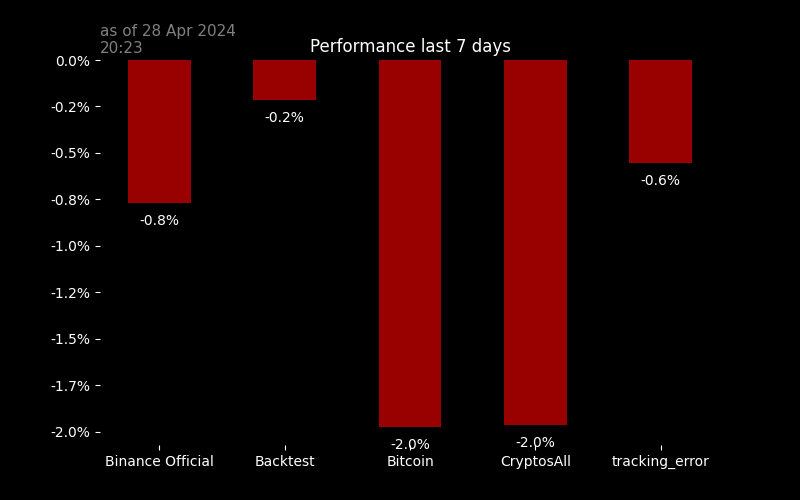 as of 28 Apr 2024
20:23
Performance last 7 days
0.0%
-0.2%
-0.5%
-0.8%
-1.0%
-1.2%
-1.5%
-1.7%
-2.0%
-0.8%
-0.2%
-2.0%
-2.0%
-0.6%
Binance Official
Backtest
Bitcoin
CryptosAll
tracking_error